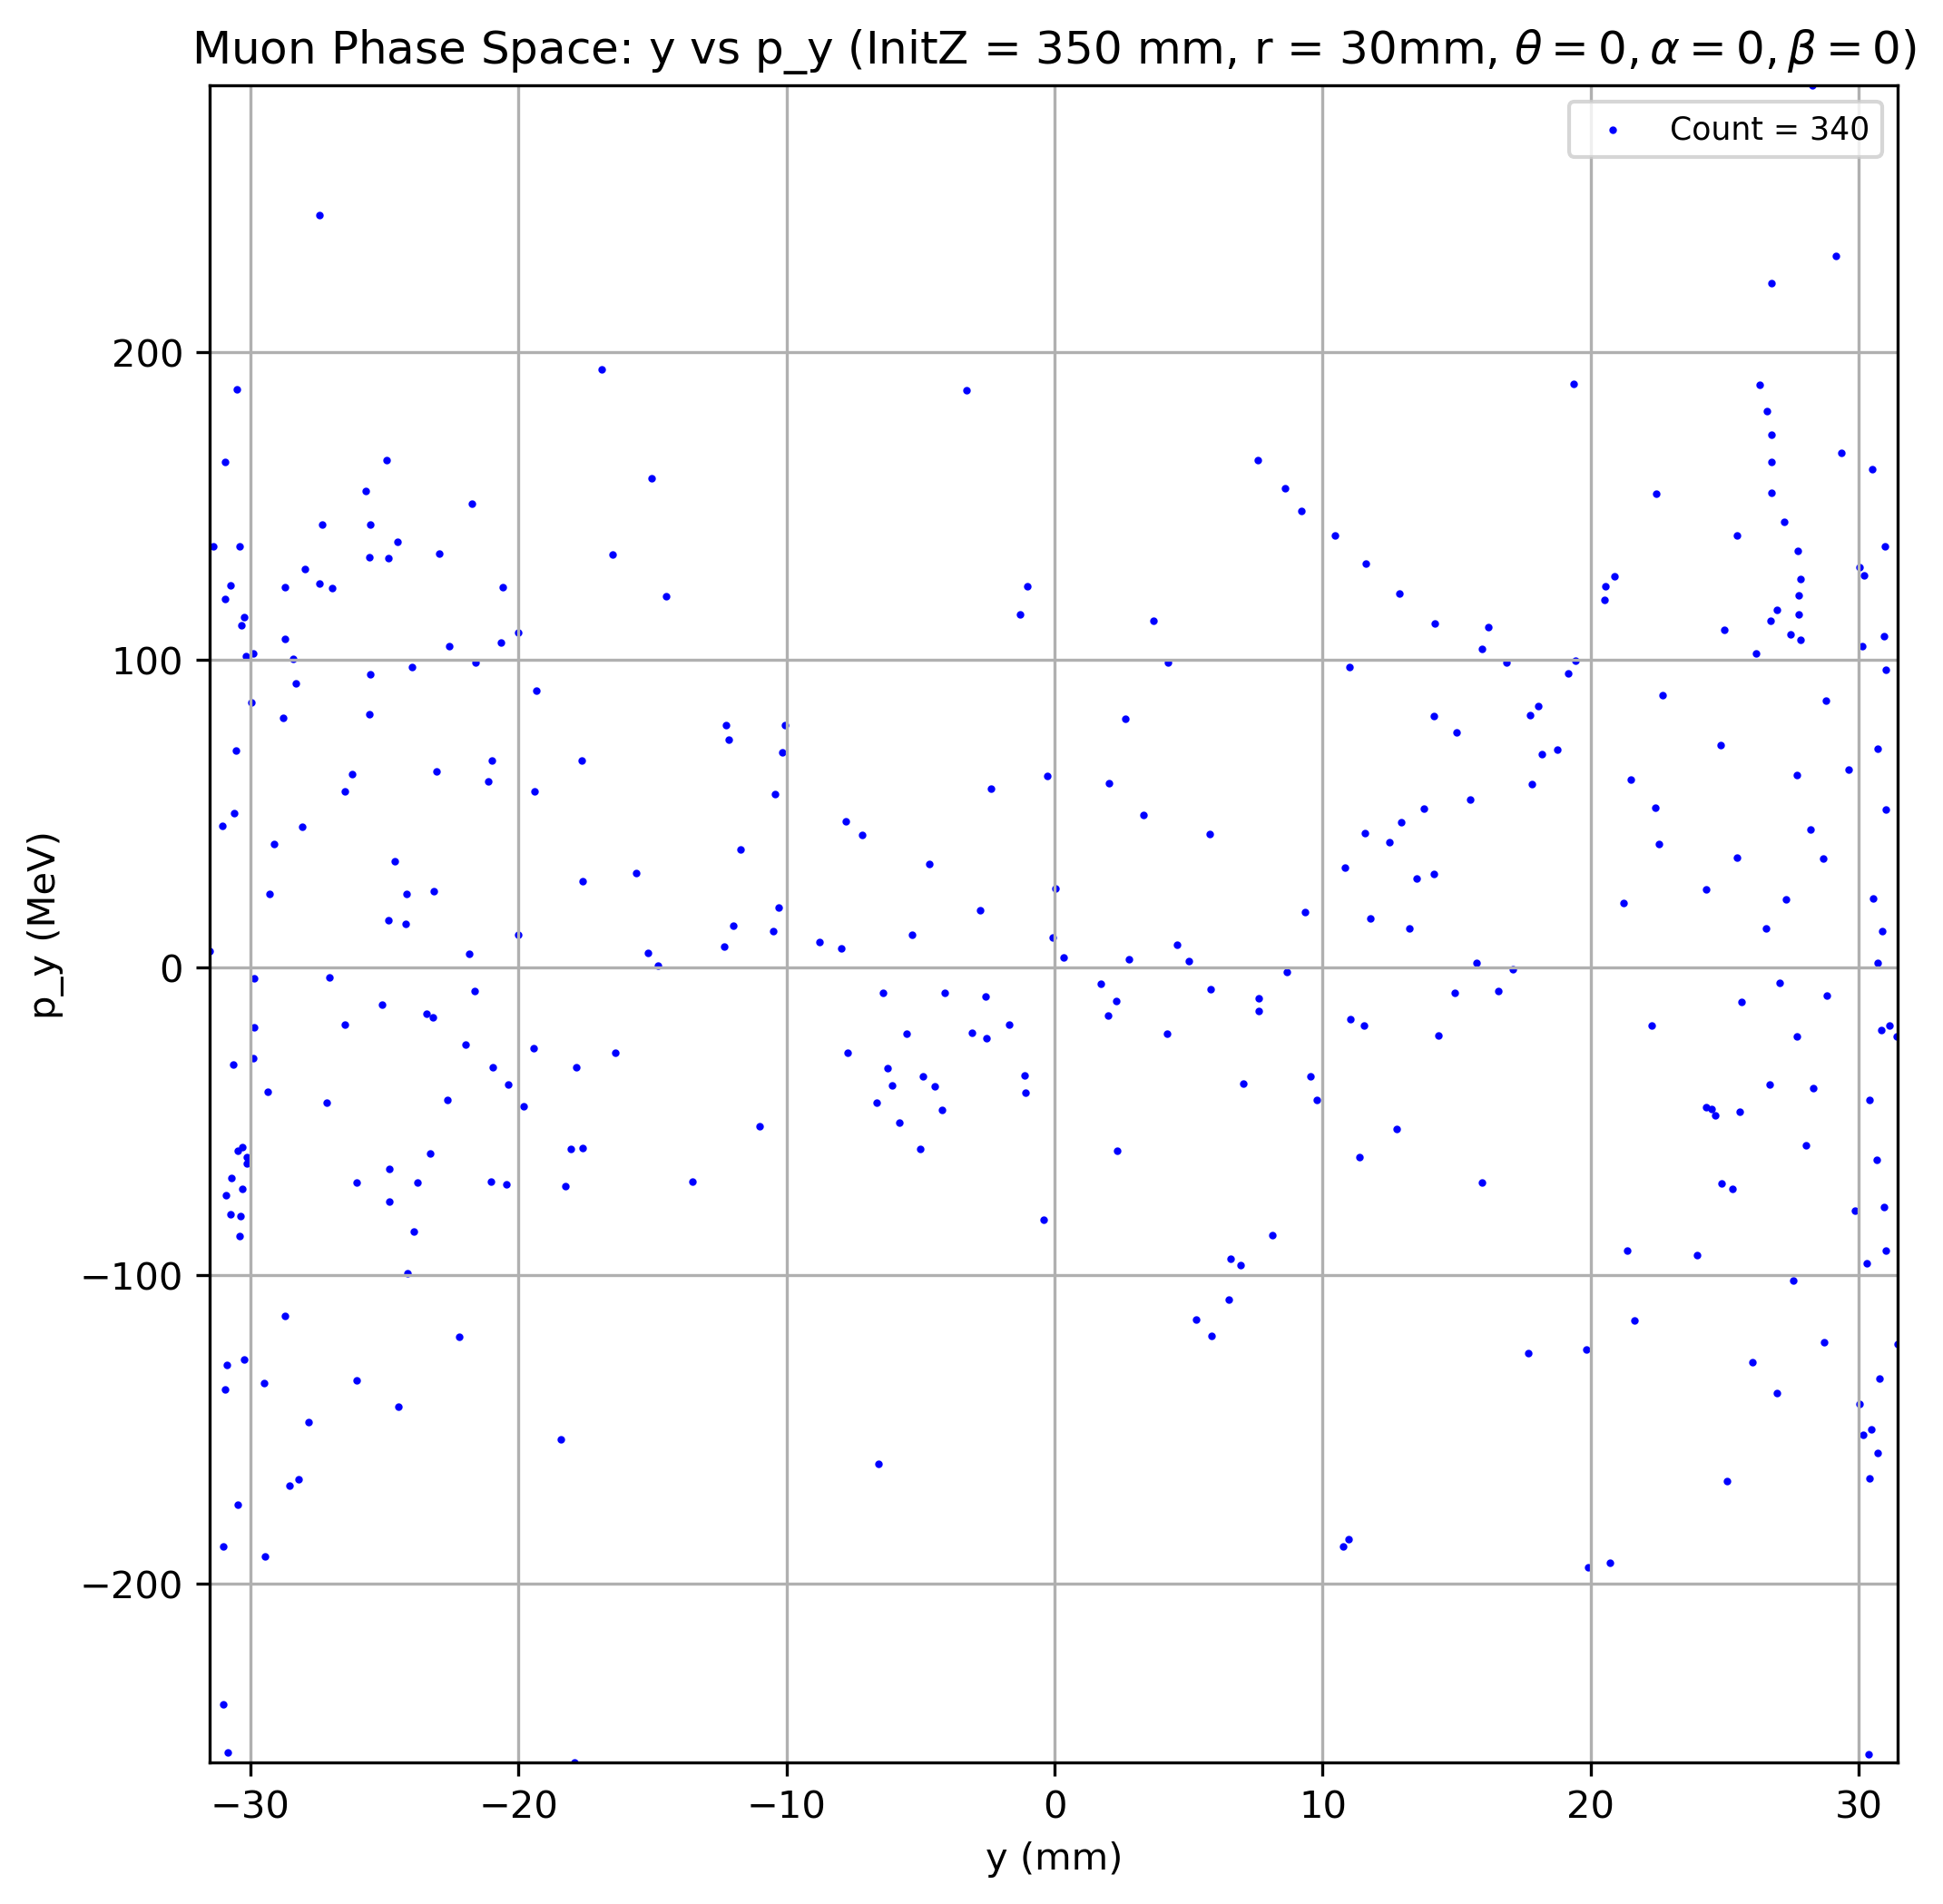 Muon Phase Space: y vs p_y (InitZ = 350 mm, r = 30mm, θ = 0, α = 0, β = 0)
Count = 340
200
100
0
−100
−200
p_y (MeV)
−30 −20 −10 0 10 20 30
y (mm)